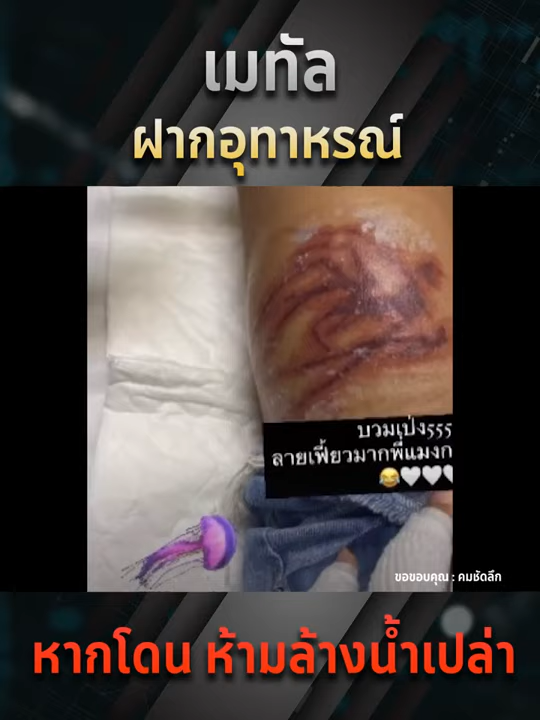 เมทัล
ฝากอุทาหรณ์
บวมเป่ง555
ลายเฟี้ยวมากพี่แมงก
😂🤍🤍🤍
ขอขอบคุณ : คมชัดลึก
หากโดน ห้ามล้างน้ำเปล่า